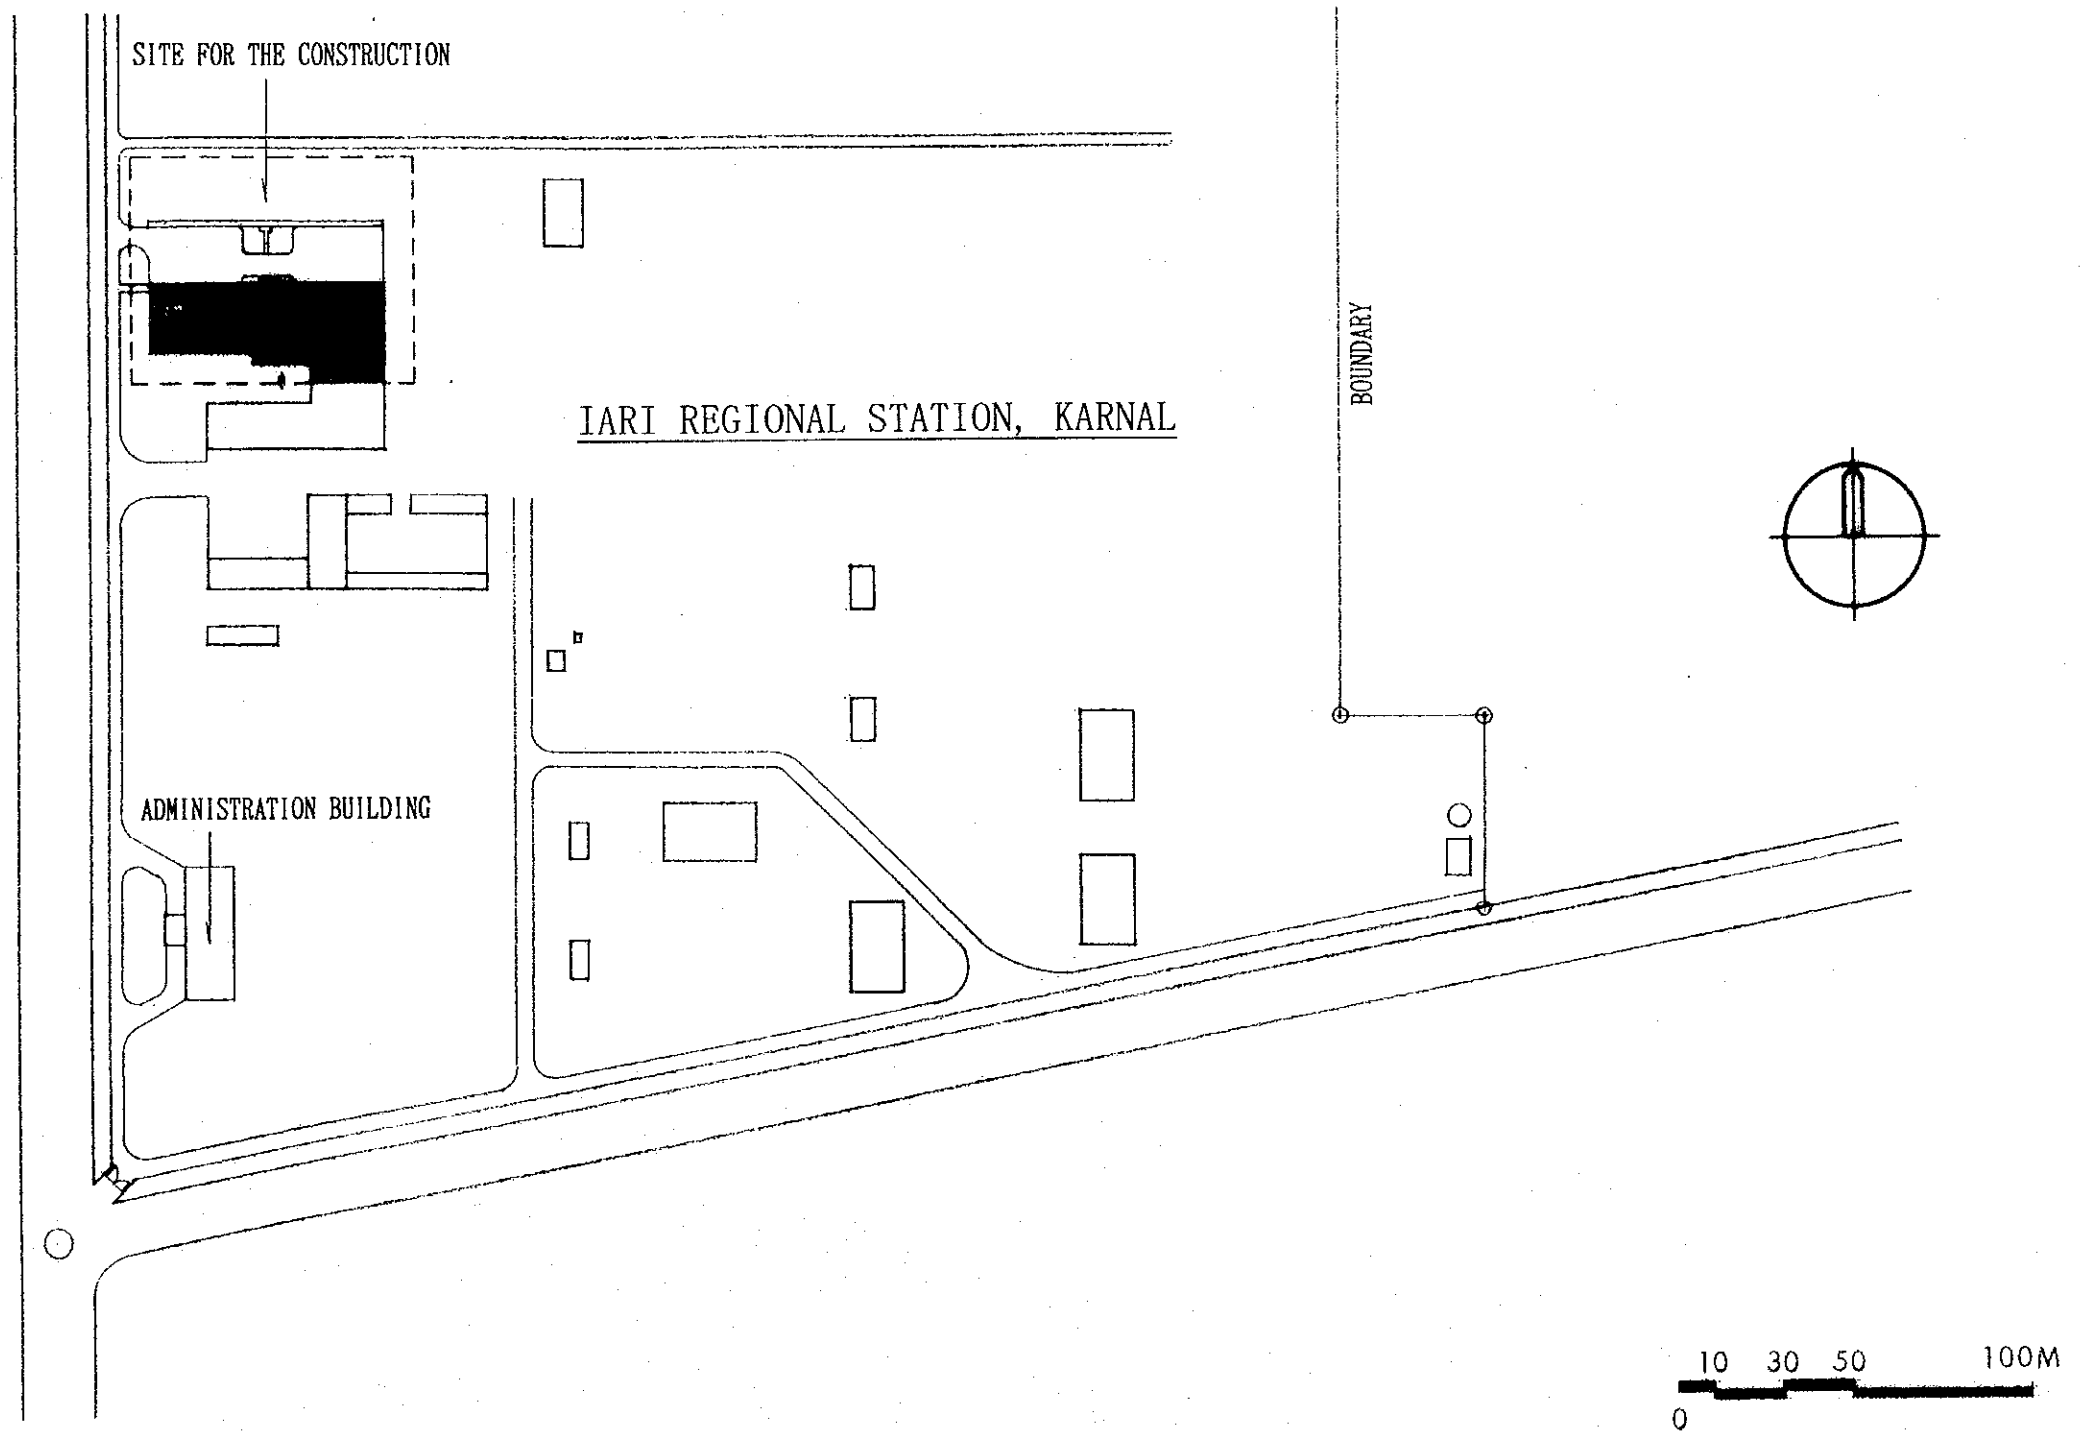 SITE FOR THE CONSTRUCTION
BOUNDARY
IARI REGIONAL STATION, KARNAL
ADMINISTRATION BUILDING
10 30 50 100M
0